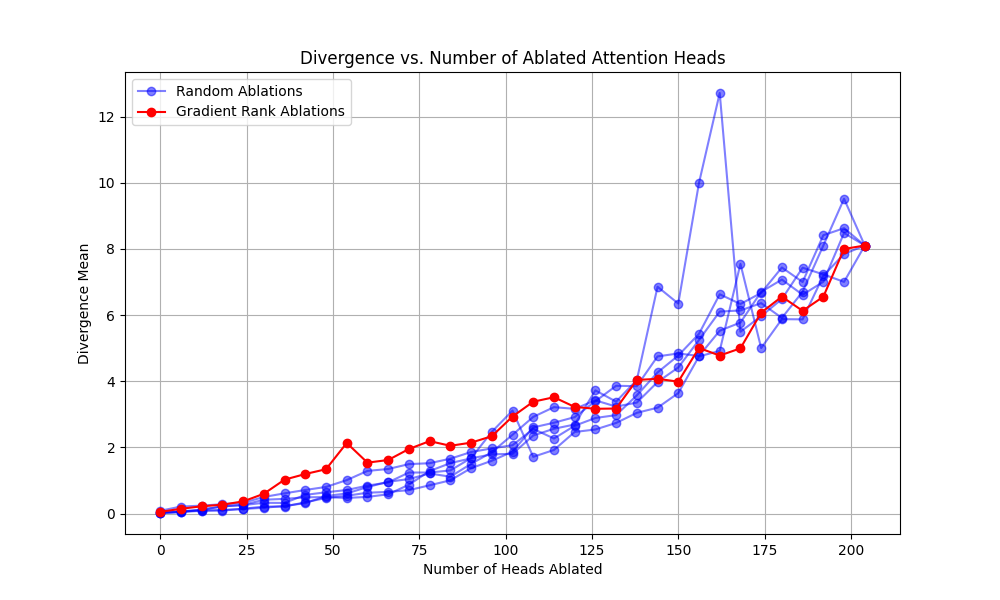 Divergence vs. Number of Ablated Attention Heads
Random Ablations
Gradient Rank Ablations
12
10
8
6
4
2
0
Divergence Mean
0 25 50 75 100 125 150 175 200
Number of Heads Ablated